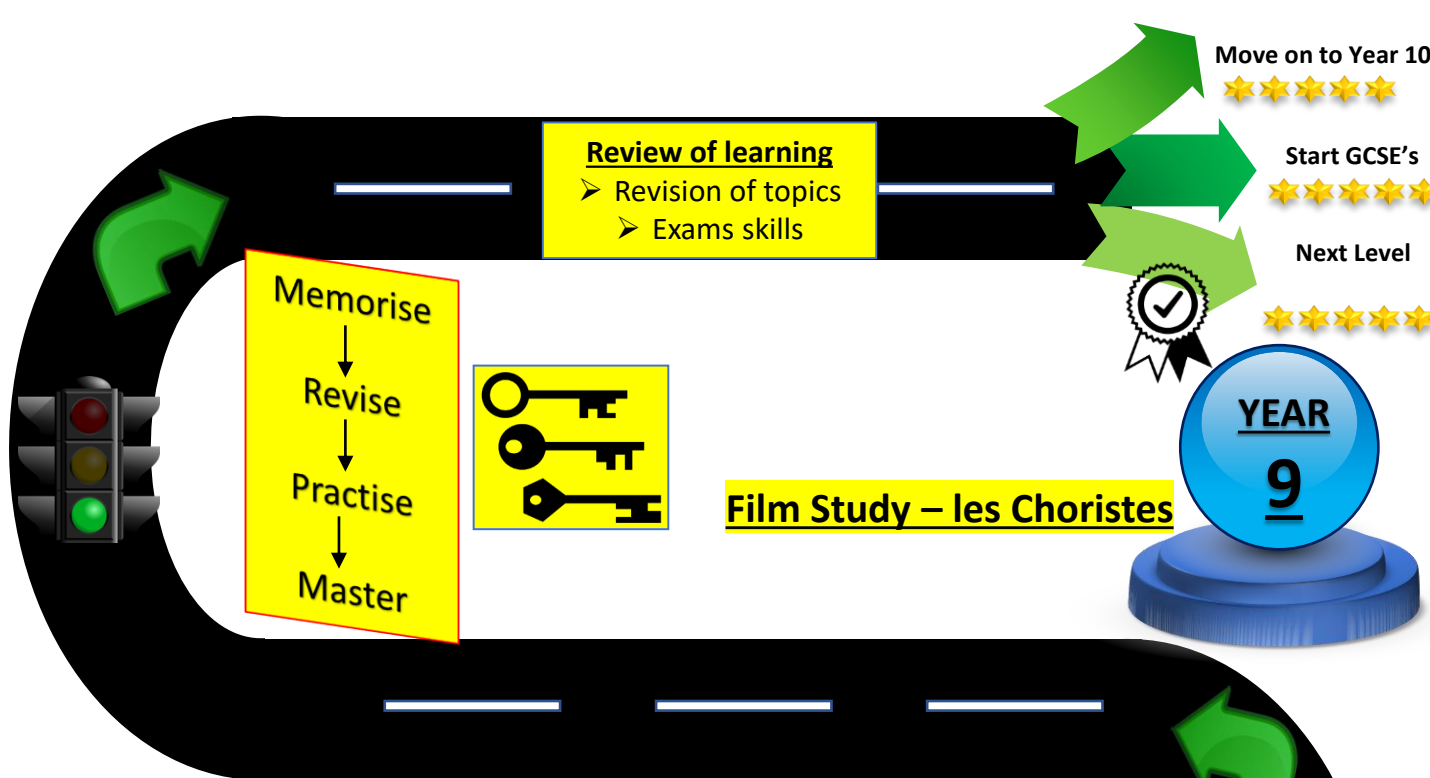 Move on to Year 10
Start GCSE's
Next Level
Review of learning
➢ Revision of topics
➢ Exams skills
Memorise
Revise
Practise
Master
Film Study – les Choristes
YEAR
9